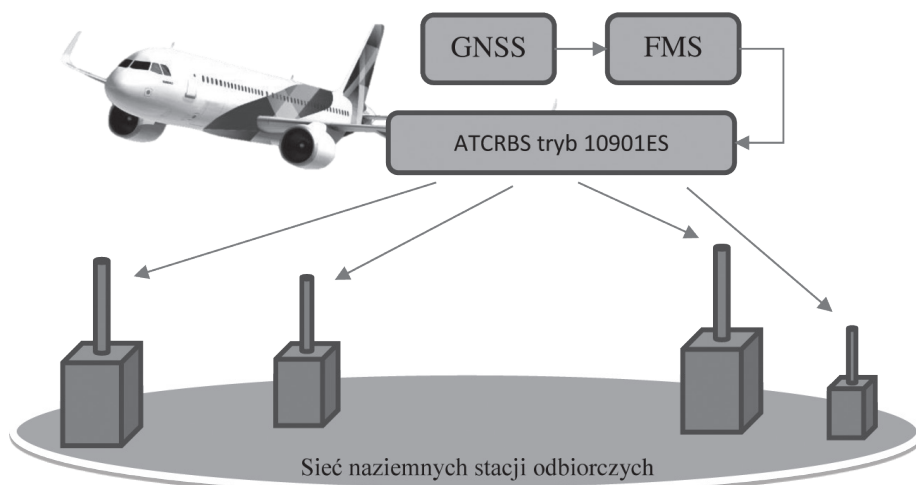 GNSS
FMS
ATCRBS tryb 10901ES
Sieć naziemnych stacji odbiorczych